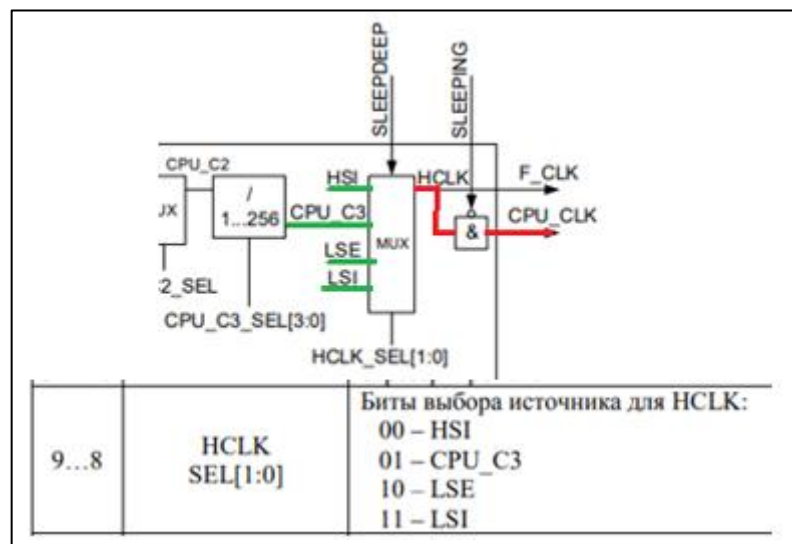 SLEEPDEEP
SLEEPING
CPU_C2
HSI
HCLK
F_CLK
UX
/
1...256
CPU_C3
MUX
&
CPU_CLK
LSE
LSI
C2_SEL
CPU_C3_SEL[3:0]
HCLK_SEL[1:0]
9…8
HCLK
SEL[1:0]
Биты выбора источника для HCLK:
00 – HSI
01 – CPU_C3
10 – LSE
11 – LSI